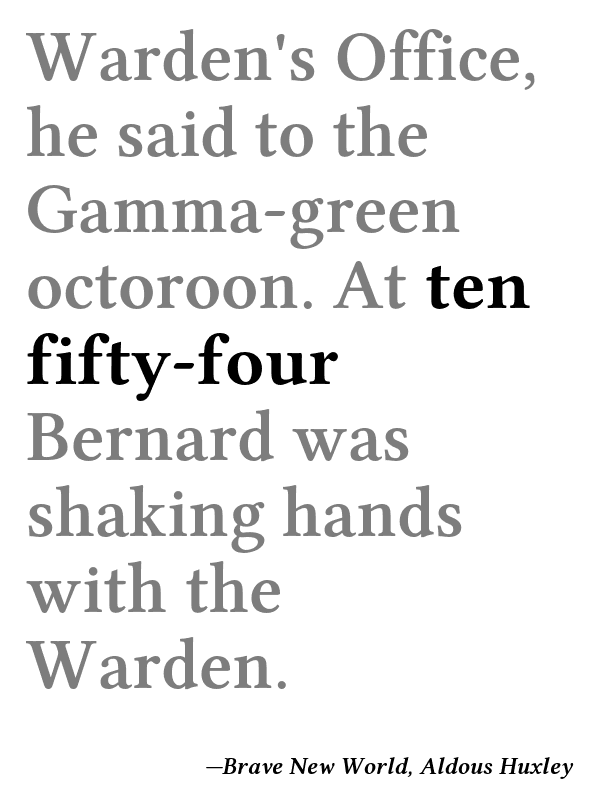 Warden's Office,
he said to the
Gamma-green
octoroon. At ten
fifty-four
Bernard was
shaking hands
with the
Warden.
—Brave New World, Aldous Huxley